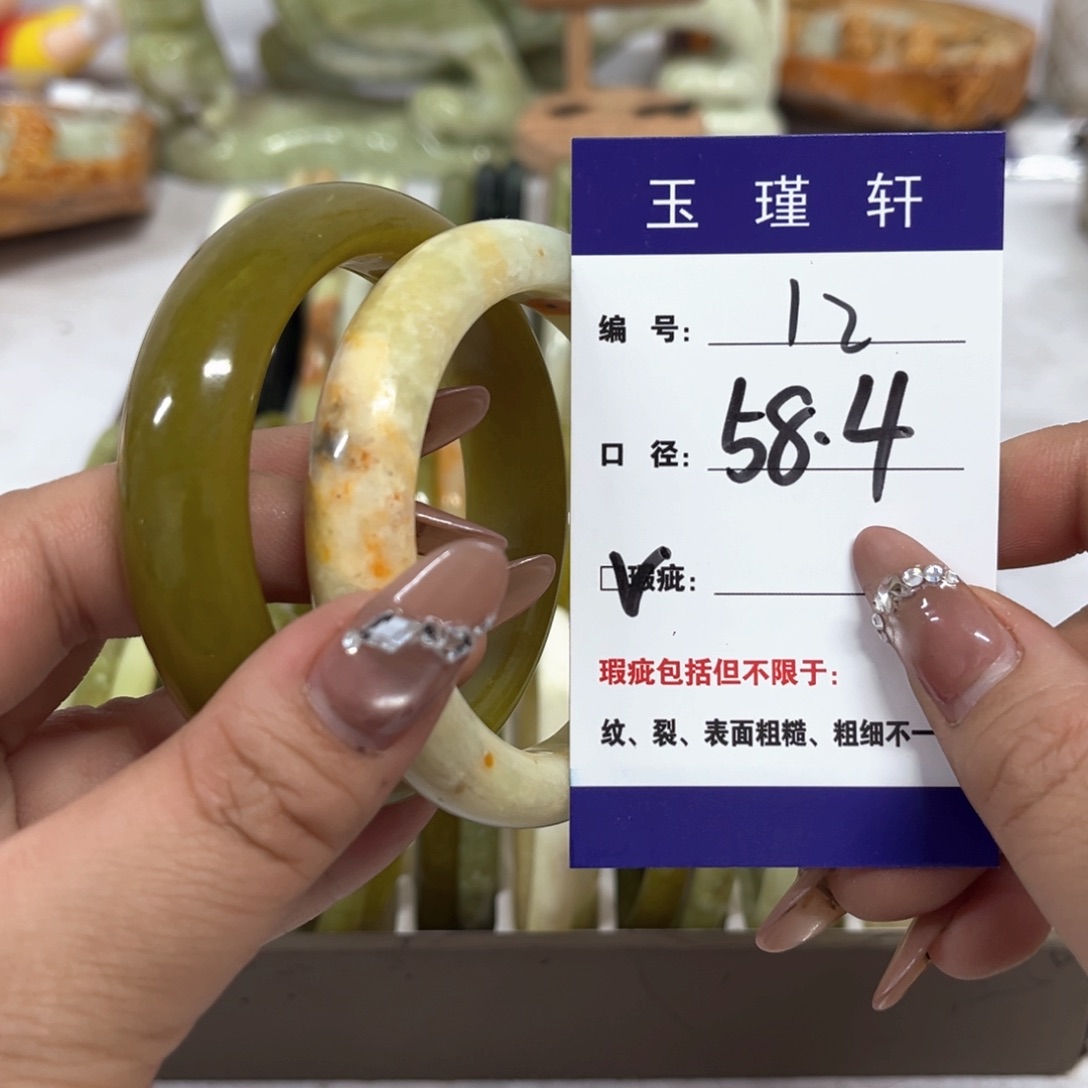 玉瑾轩
编号: 12
口径: 58.4
□瑕疵:
瑕疵包括但不限于:
纹、裂、表面粗糙、粗细不一